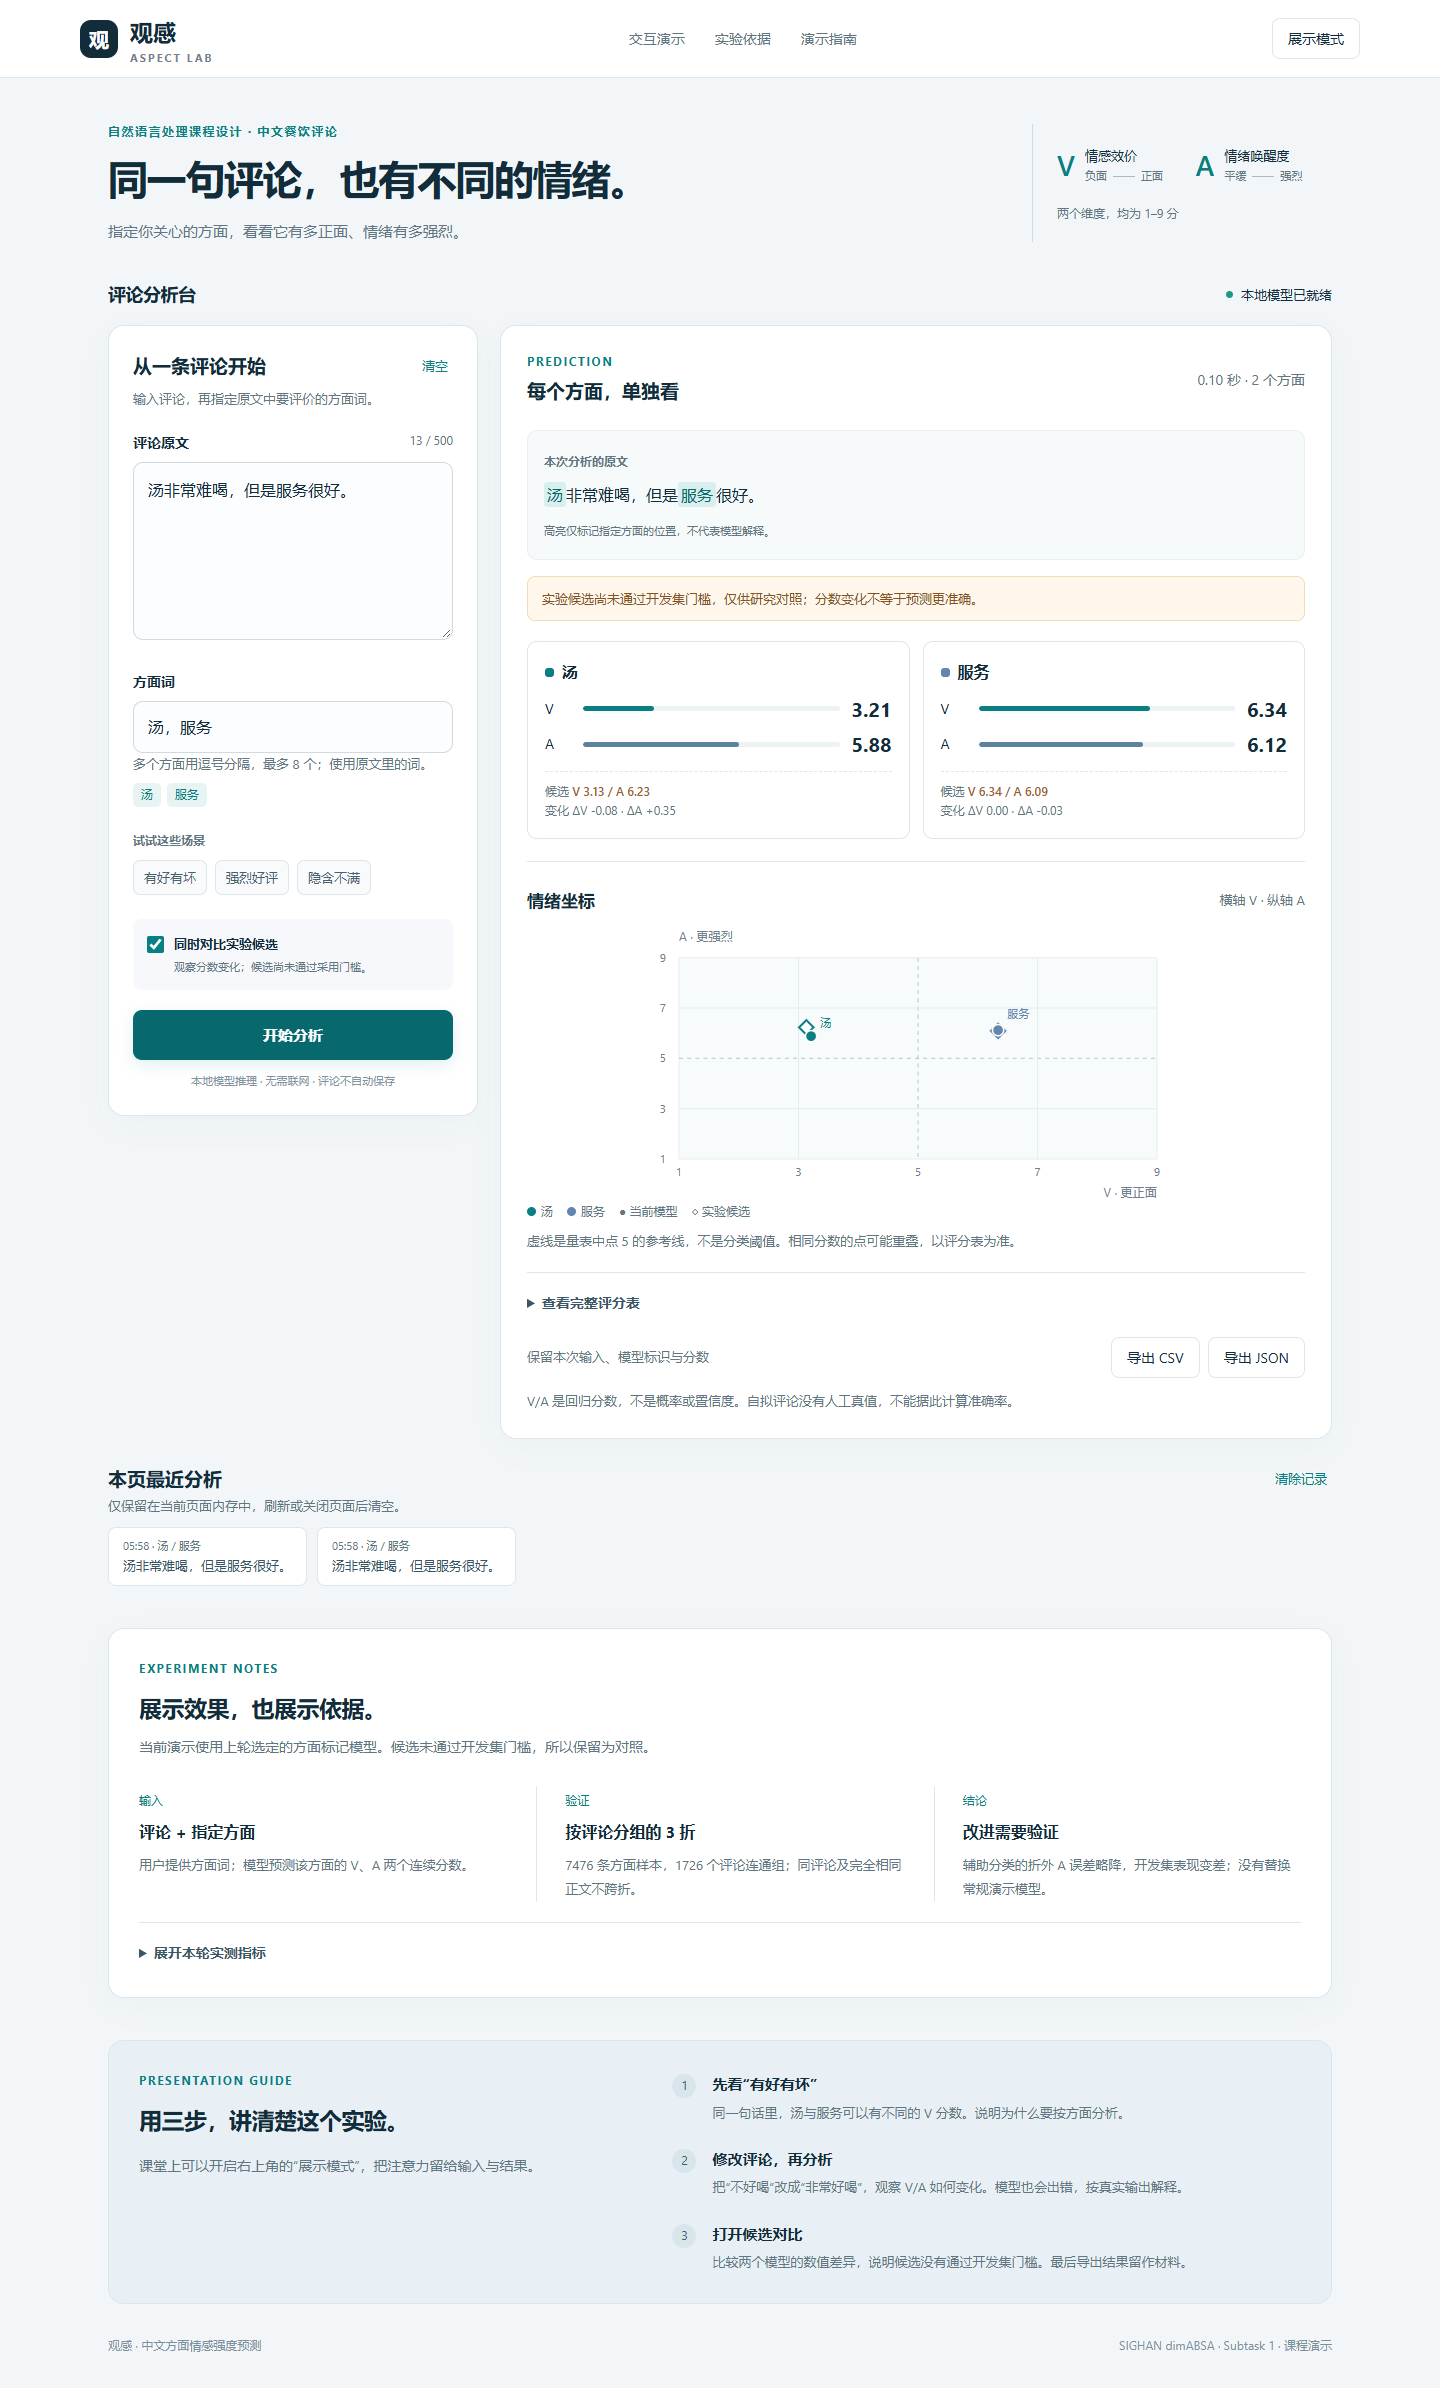 观
观感
ASPECT LAB
交互演示
实验依据
演示指南
展示模式
自然语言处理课程设计 · 中文餐饮评论
同一句评论，也有不同的情绪。
指定你关心的方面，看看它有多正面、情绪有多强烈。
V 情感效价
负面 —— 正面
A 情绪唤醒度
平缓 —— 强烈
两个维度，均为 1–9 分
评论分析台
本地模型已就绪
从一条评论开始
清空
输入评论，再指定原文中要评价的方面词。
评论原文
13 / 500
汤非常难喝，但是服务很好。
方面词
汤，服务
多个方面用逗号分隔，最多 8 个；使用原文里的词。
汤
服务
试试这些场景
有好有坏
强烈好评
隐含不满
同时对比实验候选
观察分数变化；候选尚未通过采用门槛。
开始分析
本地模型推理 · 无需联网 · 评论不自动保存
PREDICTION
每个方面，单独看
0.10 秒 · 2 个方面
本次分析的原文
汤非常难喝，但是服务很好。
高亮仅标记指定方面的位置，不代表模型解释。
实验候选尚未通过开发集门槛，仅供研究对照；分数变化不等于预测更准确。
汤
V 3.21
A 5.88
候选 V 3.13 / A 6.23
变化 ΔV -0.08 · ΔA +0.35
服务
V 6.34
A 6.12
候选 V 6.34 / A 6.09
变化 ΔV 0.00 · ΔA -0.03
情绪坐标
横轴 V · 纵轴 A
A · 更强烈
9
7
5
3
1
汤
服务
1 3 5 7 9
V · 更正面
汤 服务 当前模型 实验候选
虚线是量表中点 5 的参考线，不是分类阈值。相同分数的点可能重叠，以评分表为准。
查看完整评分表
保留本次输入、模型标识与分数
导出 CSV
导出 JSON
V/A 是回归分数，不是概率或置信度。自拟评论没有人工真值，不能据此计算准确率。
本页最近分析
清除记录
仅保留在当前页面内存中，刷新或关闭页面后清空。
05:58 · 汤 / 服务
汤非常难喝，但是服务很好。
05:58 · 汤 / 服务
汤非常难喝，但是服务很好。
EXPERIMENT NOTES
展示效果，也展示依据。
当前演示使用上轮选定的方面标记模型。候选未通过开发集门槛，所以保留为对照。
输入
评论 + 指定方面
用户提供方面词；模型预测该方面的 V、A 两个连续分数。
验证
按评论分组的 3 折
7476 条方面样本，1726 个评论连通组；同评论及完全相同
正文不跨折。
结论
改进需要验证
辅助分类的折外 A 误差略降，开发集表现变差；没有替换
常规演示模型。
展开本轮实测指标
PRESENTATION GUIDE
用三步，讲清楚这个实验。
课堂上可以开启右上角的“展示模式”，把注意力留给输入与结果。
1
先看“有好有坏”
同一句话里，汤与服务可以有不同的 V 分数。说明为什么要按方面分析。
2
修改评论，再分析
把“不好喝”改成“非常好喝”，观察 V/A 如何变化。模型也会出错，按真实输出解释。
3
打开候选对比
比较两个模型的数值差异，说明候选没有通过开发集门槛。最后导出结果留作材料。
观感 · 中文方面情感强度预测
SIGHAN dimABSA · Subtask 1 · 课程演示